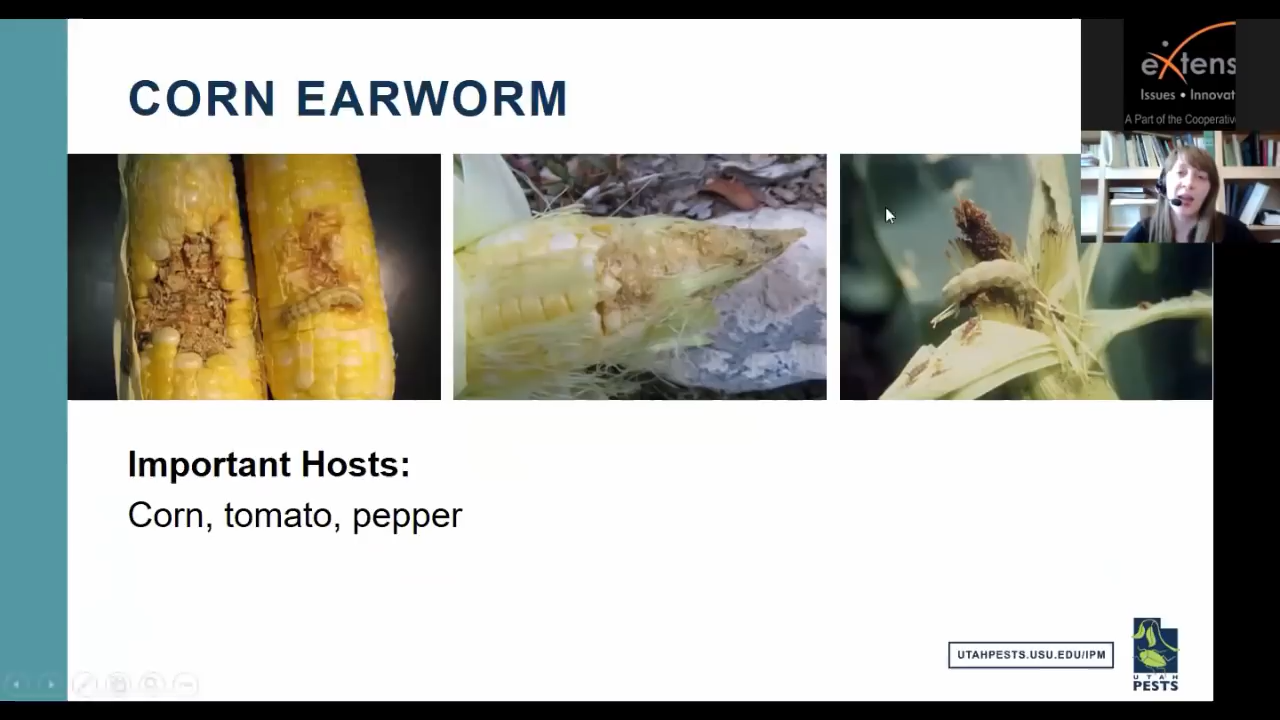 CORN EARWORM
eXtens
Issues • Innovat
A Part of the Cooperative
Important Hosts:
Corn, tomato, pepper
UTAHPESTS.USU.EDU/IPM
UTAH
PESTS